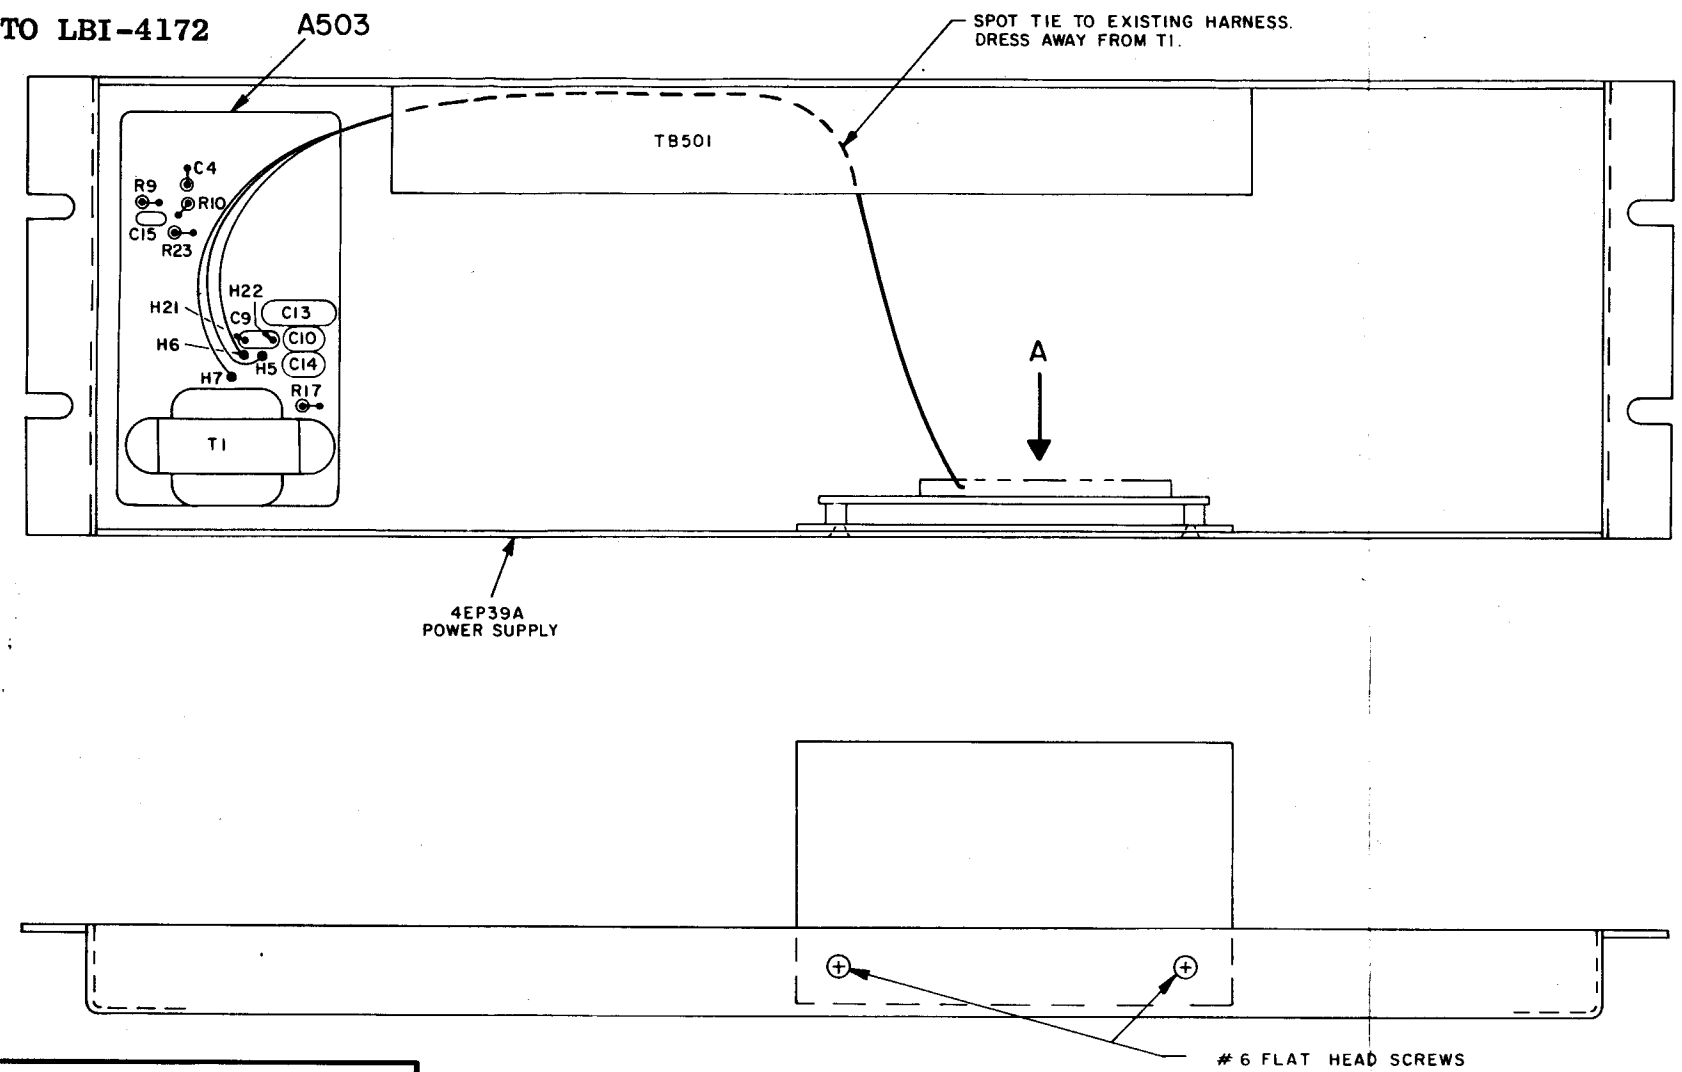 TO LBI-4172
A503
SPOT TIE TO EXISTING HARNESS.
DRESS AWAY FROM T1.
TB501
C4
R9
R10
C15
R23
H22
H21
C9
C13
H6
C10
H5
C14
H7
R17
T1
A
4EP39A
POWER SUPPLY
# 6 FLAT HEAD SCREWS